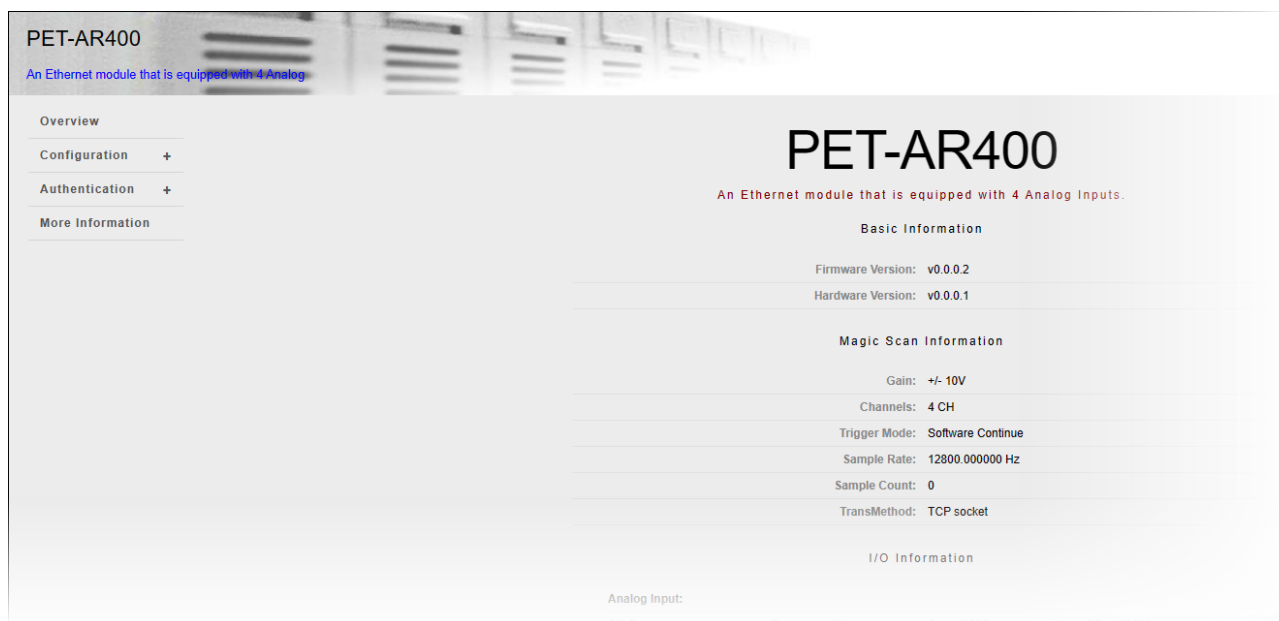 PET-AR400
An Ethernet module that is equipped with 4 Analog
Overview
Configuration +
Authentication +
More Information
PET-AR400
An Ethernet module that is equipped with 4 Analog Inputs.
Basic Information
Firmware Version: v0.0.0.2
Hardware Version: v0.0.0.1
Magic Scan Information
Gain: +/- 10V
Channels: 4 CH
Trigger Mode: Software Continue
Sample Rate: 12800.000000 Hz
Sample Count: 0
TransMethod: TCP socket
I/O Information
Analog Input: